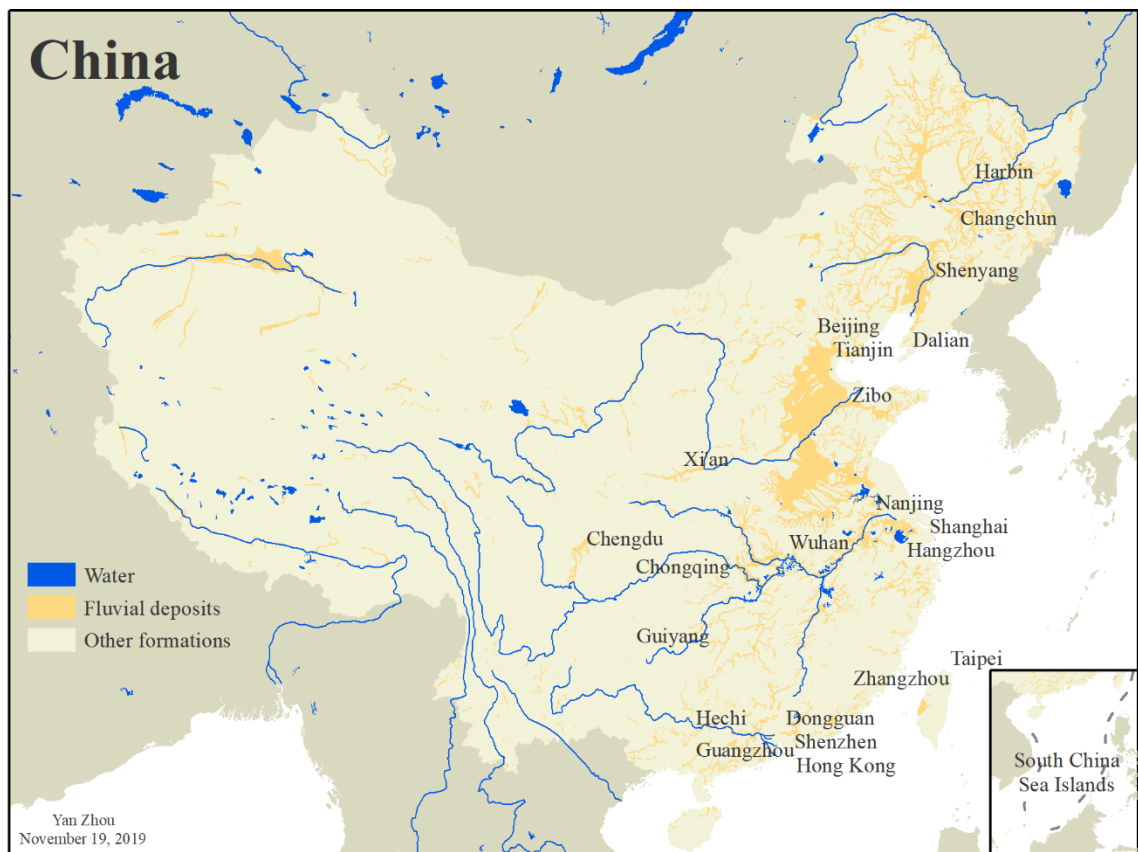 China
Harbin
Changchun
Shenyang
Beijing
Tianjin
Dalian
Zibo
Xi'an
Nanjing
Shanghai
Hangzhou
Wuhan
Chengdu
Chongqing
Water
Fluvial deposits
Other formations
Guiyang
Zhangzhou
Taipei
Hechi
Dongguan
Guangzhou
Shenzhen
Hong Kong
South China
Sea Islands
Yan Zhou
November 19, 2019